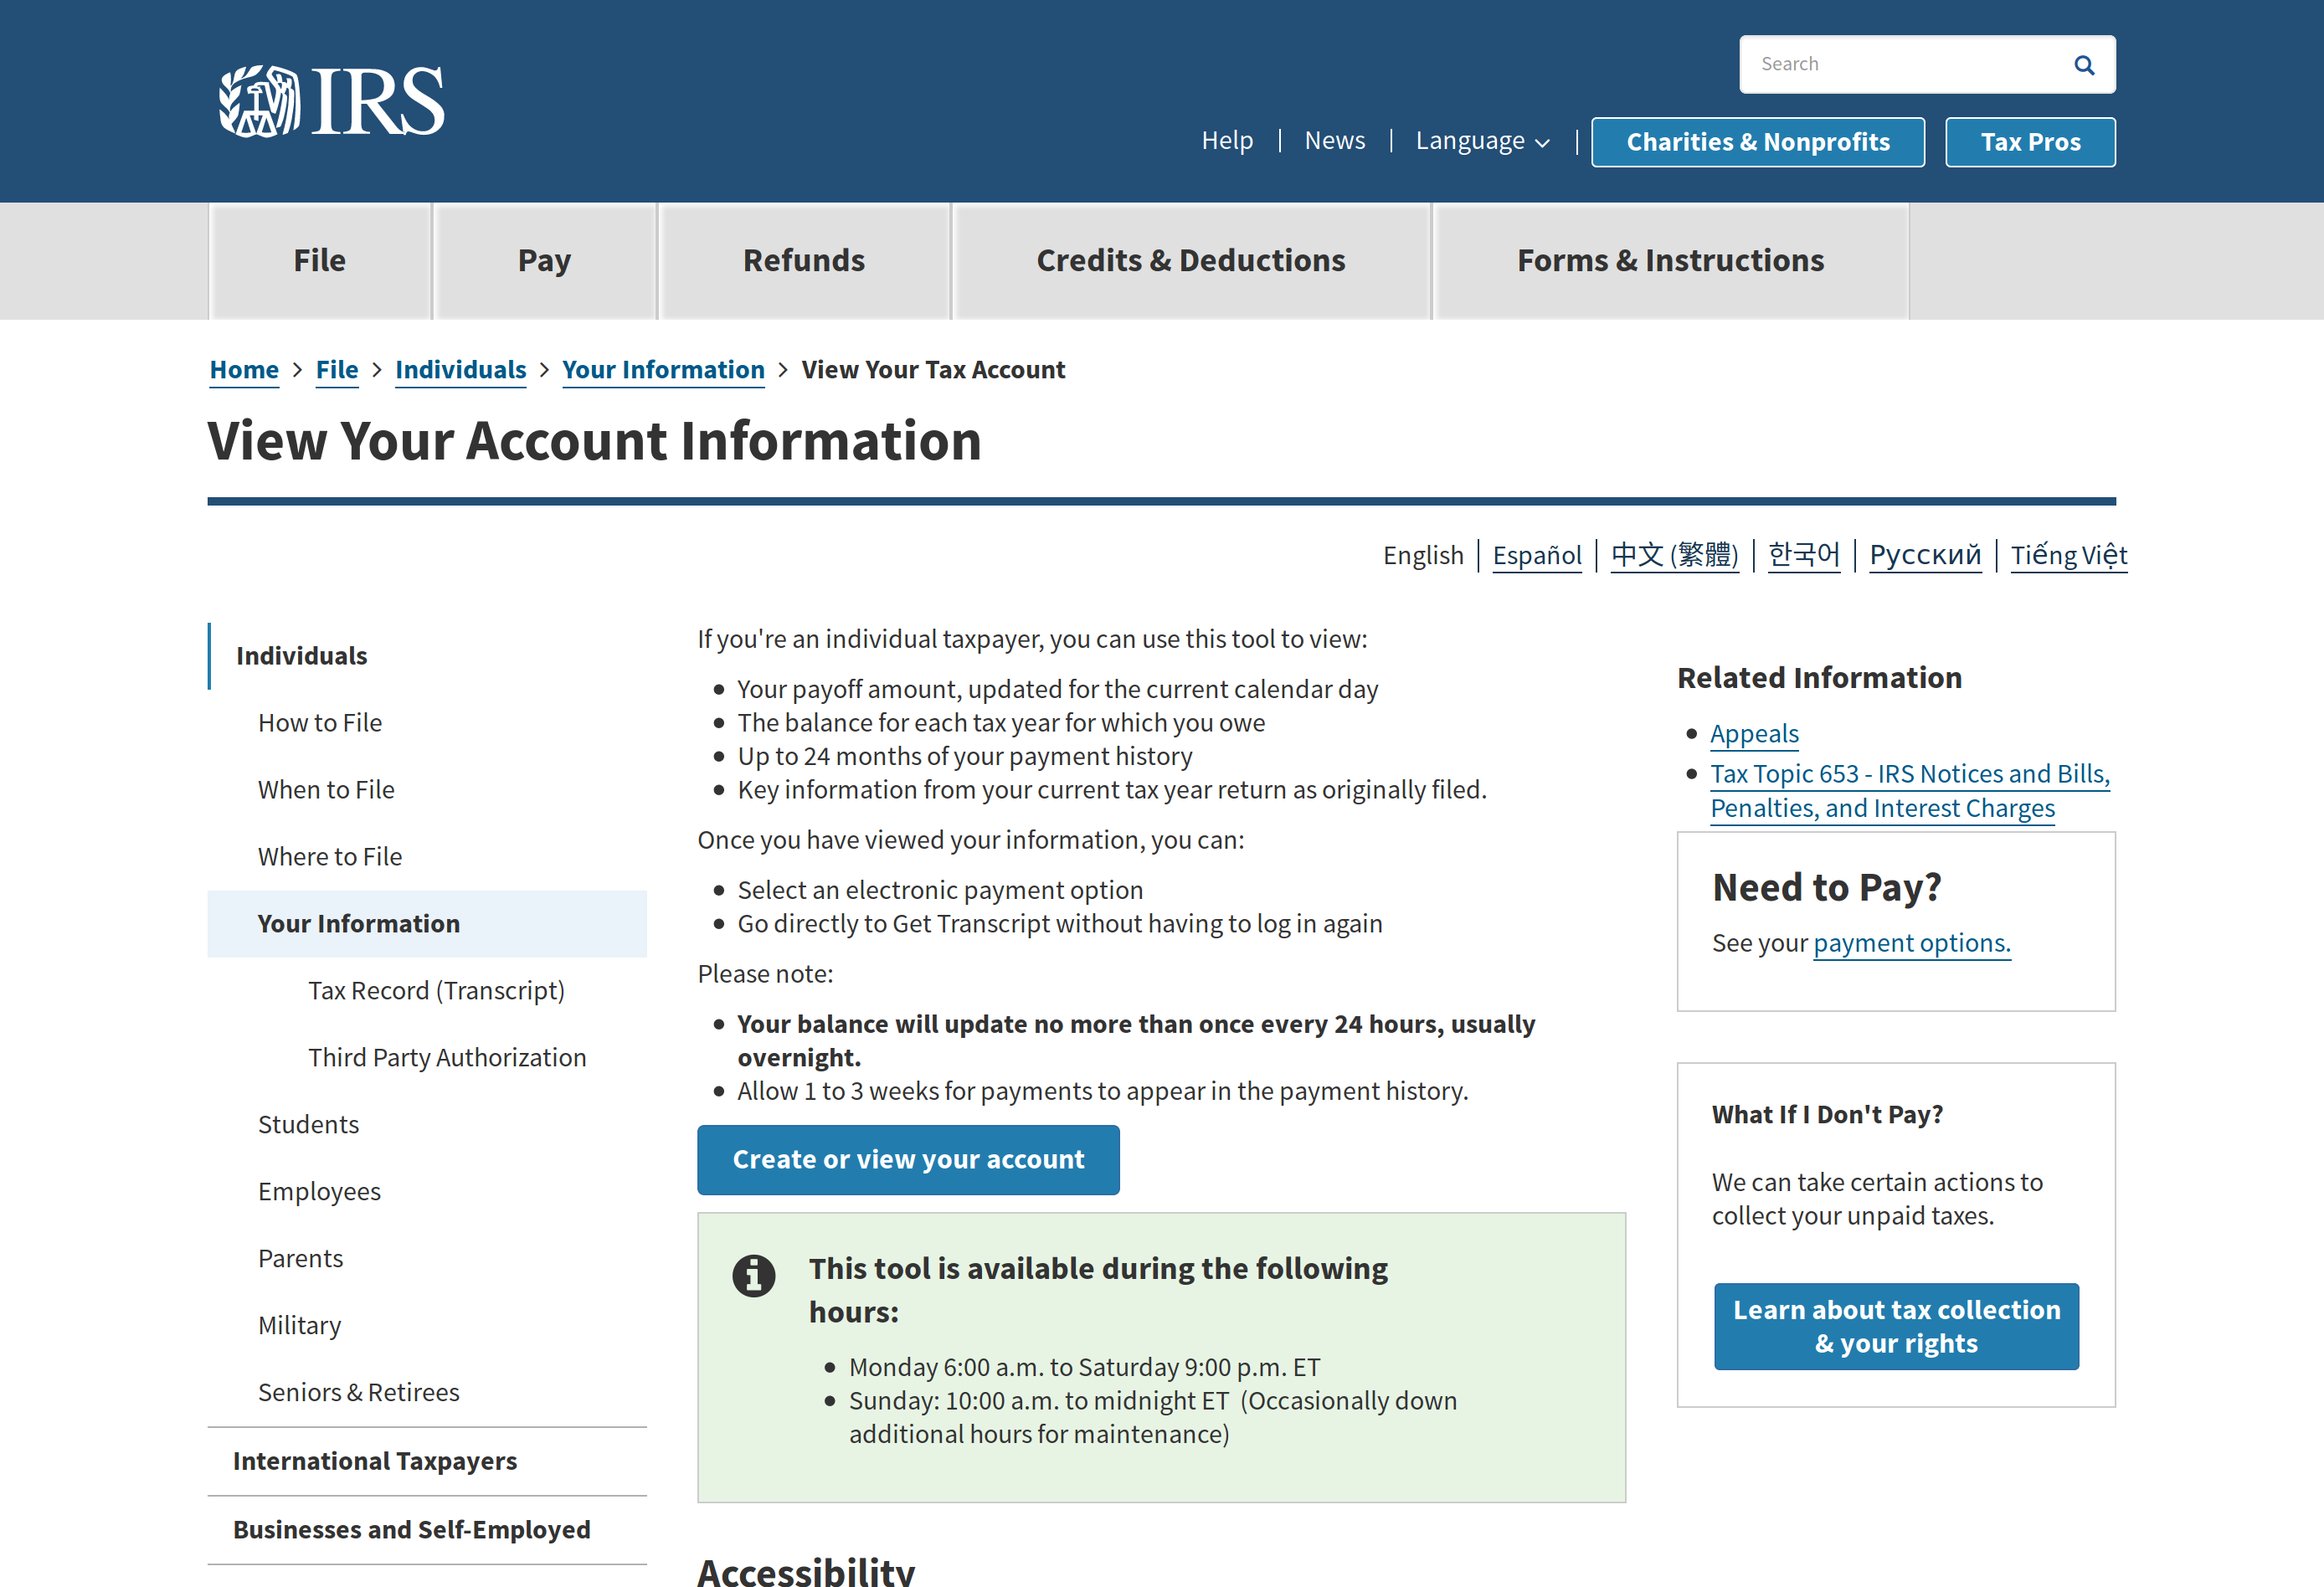 IRS
Search
Help
News
Language
Charities & Nonprofits
Tax Pros
File
Pay
Refunds
Credits & Deductions
Forms & Instructions
Home
File
Individuals
Your Information
View Your Tax Account
View Your Account Information
English
Español
中文 (繁體)
한국어
Русский
Tiếng Việt
Individuals
How to File
When to File
Where to File
Your Information
Tax Record (Transcript)
Third Party Authorization
Students
Employees
Parents
Military
Seniors & Retirees
International Taxpayers
Businesses and Self-Employed
If you're an individual taxpayer, you can use this tool to view:
Your payoff amount, updated for the current calendar day
The balance for each tax year for which you owe
Up to 24 months of your payment history
Key information from your current tax year return as originally filed.
Once you have viewed your information, you can:
Select an electronic payment option
Go directly to Get Transcript without having to log in again
Please note:
Your balance will update no more than once every 24 hours, usually
overnight.
Allow 1 to 3 weeks for payments to appear in the payment history.
Create or view your account
This tool is available during the following
hours:
Monday 6:00 a.m. to Saturday 9:00 p.m. ET
Sunday: 10:00 a.m. to midnight ET (Occasionally down
additional hours for maintenance)
Accessibility
Related Information
Appeals
Tax Topic 653 - IRS Notices and Bills,
Penalties, and Interest Charges
Need to Pay?
See your payment options.
What If I Don't Pay?
We can take certain actions to
collect your unpaid taxes.
Learn about tax collection
& your rights